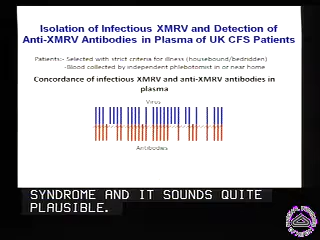 Isolation of Infectious XMRV and Detection of
Anti-XMRV Antibodies in Plasma of UK CFS Patients
Patients:- Selected with strict criteria for illness (housebound/bedridden)
-Blood collected by independent phlebotomist in or near home
Concordance of infectious XMRV and anti-XMRV antibodies in
plasma
Virus
Antibodies
SYNDROME AND IT SOUNDS QUITE
PLAUSIBLE.